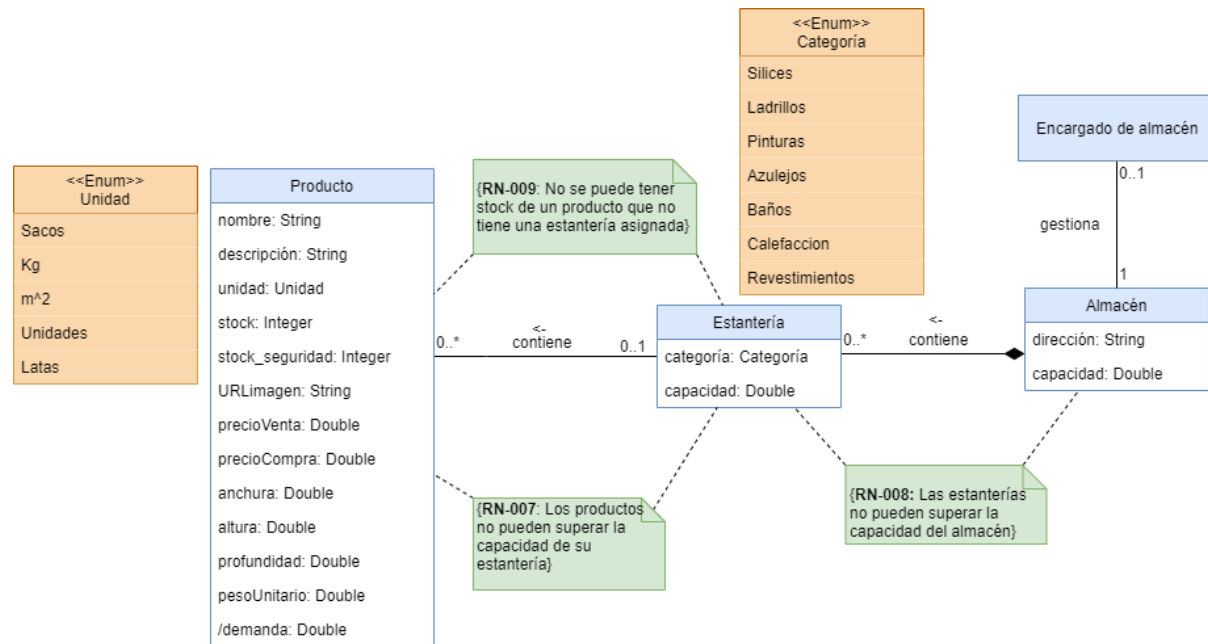 <<Enum>>
Unidad
Sacos
Kg
m^2
Unidades
Latas
Producto
nombre: String
descripción: String
unidad: Unidad
stock: Integer
stock_seguridad: Integer
URLimagen: String
precioVenta: Double
precioCompra: Double
anchura: Double
altura: Double
profundidad: Double
pesoUnitario: Double
/demanda: Double
{RN-009: No se puede tener
stock de un producto que no
tiene una estantería asignada}
0..*
<-
contiene
0..1
{RN-007: Los productos
no pueden superar la
capacidad de su
estantería}
<<Enum>>
Categoría
Silices
Ladrillos
Pinturas
Azulejos
Baños
Calefaccion
Revestimientos
Estantería
categoría: Categoría
capacidad: Double
0..*
<-
contiene
{RN-008: Las estanterías
no pueden superar la
capacidad del almacén}
Encargado de almacén
0..1
gestiona
1
Almacén
dirección: String
capacidad: Double